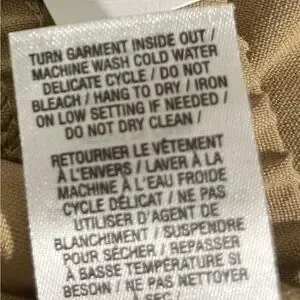 TURN GARMENT INSIDE OUT /
MACHINE WASH COLD WATER
DELICATE CYCLE / DO NOT
BLEACH / HANG TO DRY / IRON
ON LOW SETTING IF NEEDED /
DO NOT DRY CLEAN /
RETOURNER LE VÊTEMENT
À L'ENVERS / LAVER À LA
MACHINE À L'EAU FROIDE
CYCLE DÉLICAT / NE PAS
UTILISER D'AGENT DE
BLANCHIMENT / SUSPENDRE
POUR SÉCHER / REPASSER
À BASSE TEMPÉRATURE SI
BESOIN / NE PAS NETTOYER
À SEC